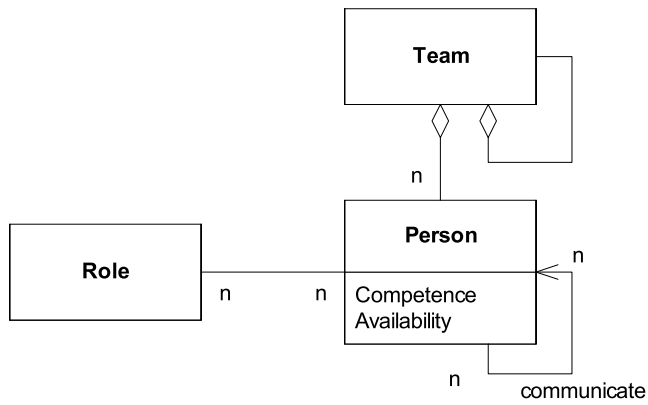 Team
n
Person
n
Role
n
n
Competence
Availability
n
communicate